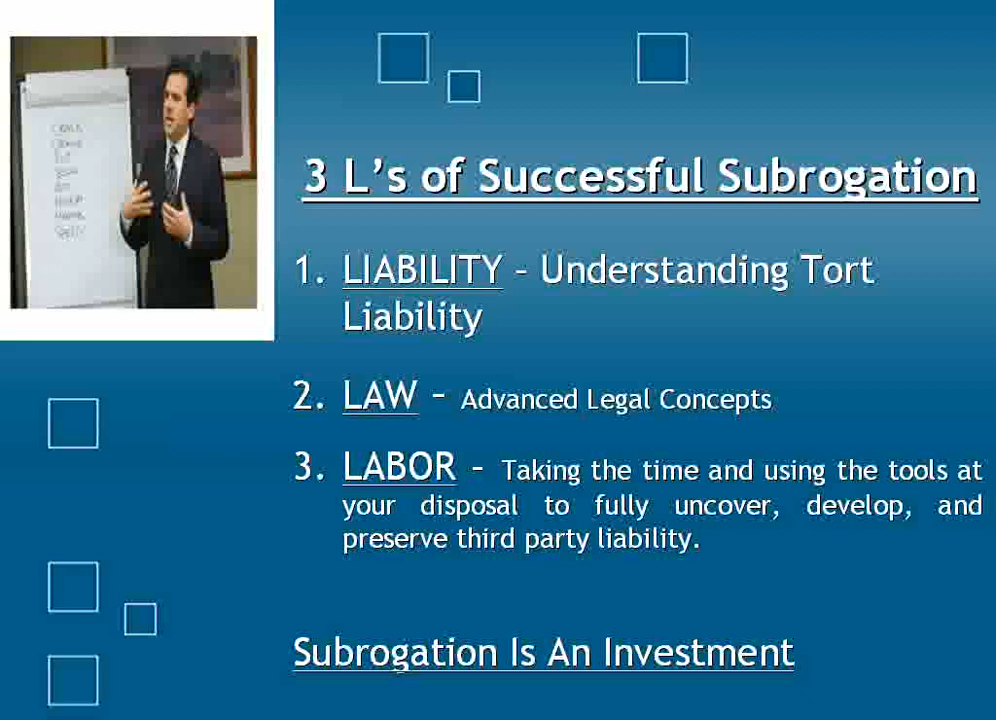 3 L’s of Successful Subrogation
1. LIABILITY – Understanding Tort
Liability
2. LAW – Advanced Legal Concepts
3. LABOR – Taking the time and using the tools at
your disposal to fully uncover, develop, and
preserve third party liability.
Subrogation Is An Investment